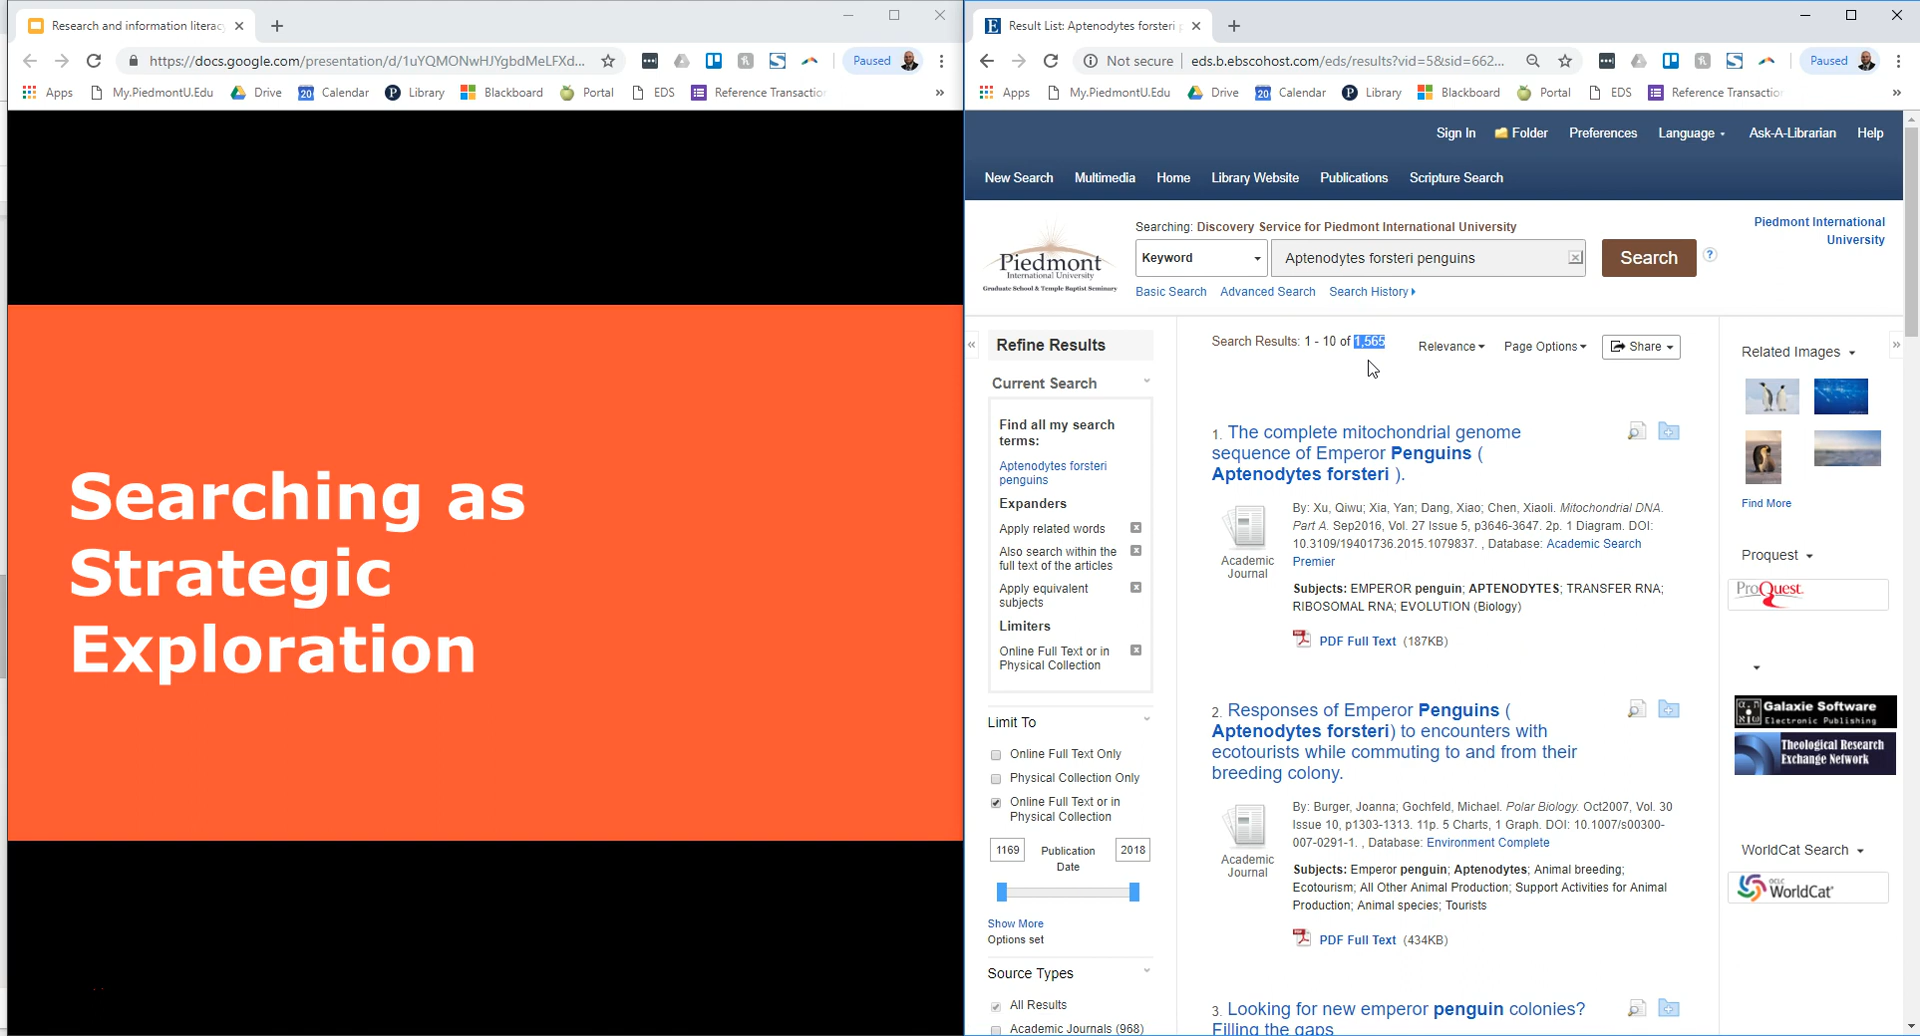 Research and information literacy
https://docs.google.com/presentation/d/1uYQMONwHJYgbdMeLFXd...
Paused
Apps
My.PiedmontU.Edu
Drive
20
Calendar
P
Library
Blackboard
Portal
EDS
Reference Transactio
»
Searching as
Strategic
Exploration
Result List: Aptenodytes forsteri p
Not secure
eds.b.ebscohost.com/eds/results?vid=5&sid=662...
Paused
Apps
My.PiedmontU.Edu
Drive
20
Calendar
P
Library
Blackboard
Portal
EDS
Reference Transactio
»
Sign In
Folder
Preferences
Language
Ask-A-Librarian
Help
New Search
Multimedia
Home
Library Website
Publications
Scripture Search
Piedmont
International University
Graduate School & Temple Baptist Seminary
Searching: Discovery Service for Piedmont International University
Keyword
Aptenodytes forsteri penguins
Search
?
Basic Search
Advanced Search
Search History
Piedmont International
University
«
Refine Results
Current Search
Find all my search
terms:
Aptenodytes forsteri
penguins
Expanders
Apply related words
Also search within the
full text of the articles
Apply equivalent
subjects
Limiters
Online Full Text or in
Physical Collection
Limit To
Online Full Text Only
Physical Collection Only
Online Full Text or in
Physical Collection
1169
Publication
Date
2018
Show More
Options set
Source Types
All Results
Academic Journals (968)
Search Results: 1 - 10 of 1,565
Relevance
Page Options
Share
1. The complete mitochondrial genome
sequence of Emperor Penguins (
Aptenodytes forsteri ).
Academic
Journal
By: Xu, Qiwu; Xia, Yan; Dang, Xiao; Chen, Xiaoli. Mitochondrial DNA.
Part A. Sep2016, Vol. 27 Issue 5, p3646-3647. 2p. 1 Diagram. DOI:
10.3109/19401736.2015.1079837. , Database: Academic Search
Premier
Subjects: EMPEROR penguin; APTENODYTES; TRANSFER RNA;
RIBOSOMAL RNA; EVOLUTION (Biology)
PDF Full Text (187KB)
2. Responses of Emperor Penguins (
Aptenodytes forsteri) to encounters with
ecotourists while commuting to and from their
breeding colony.
Academic
Journal
By: Burger, Joanna; Gochfeld, Michael. Polar Biology. Oct2007, Vol. 30
Issue 10, p1303-1313. 11p. 5 Charts, 1 Graph. DOI: 10.1007/s00300-
007-0291-1. , Database: Environment Complete
Subjects: Emperor penguin; Aptenodytes; Animal breeding;
Ecotourism; All Other Animal Production; Support Activities for Animal
Production; Animal species; Tourists
PDF Full Text (434KB)
3. Looking for new emperor penguin colonies?
Filling the gaps
»
Related Images
Find More
Proquest
ProQuest
Galaxie Software
Electronic Publishing
Theological Research
Exchange Network
WorldCat Search
OCLC
WorldCat